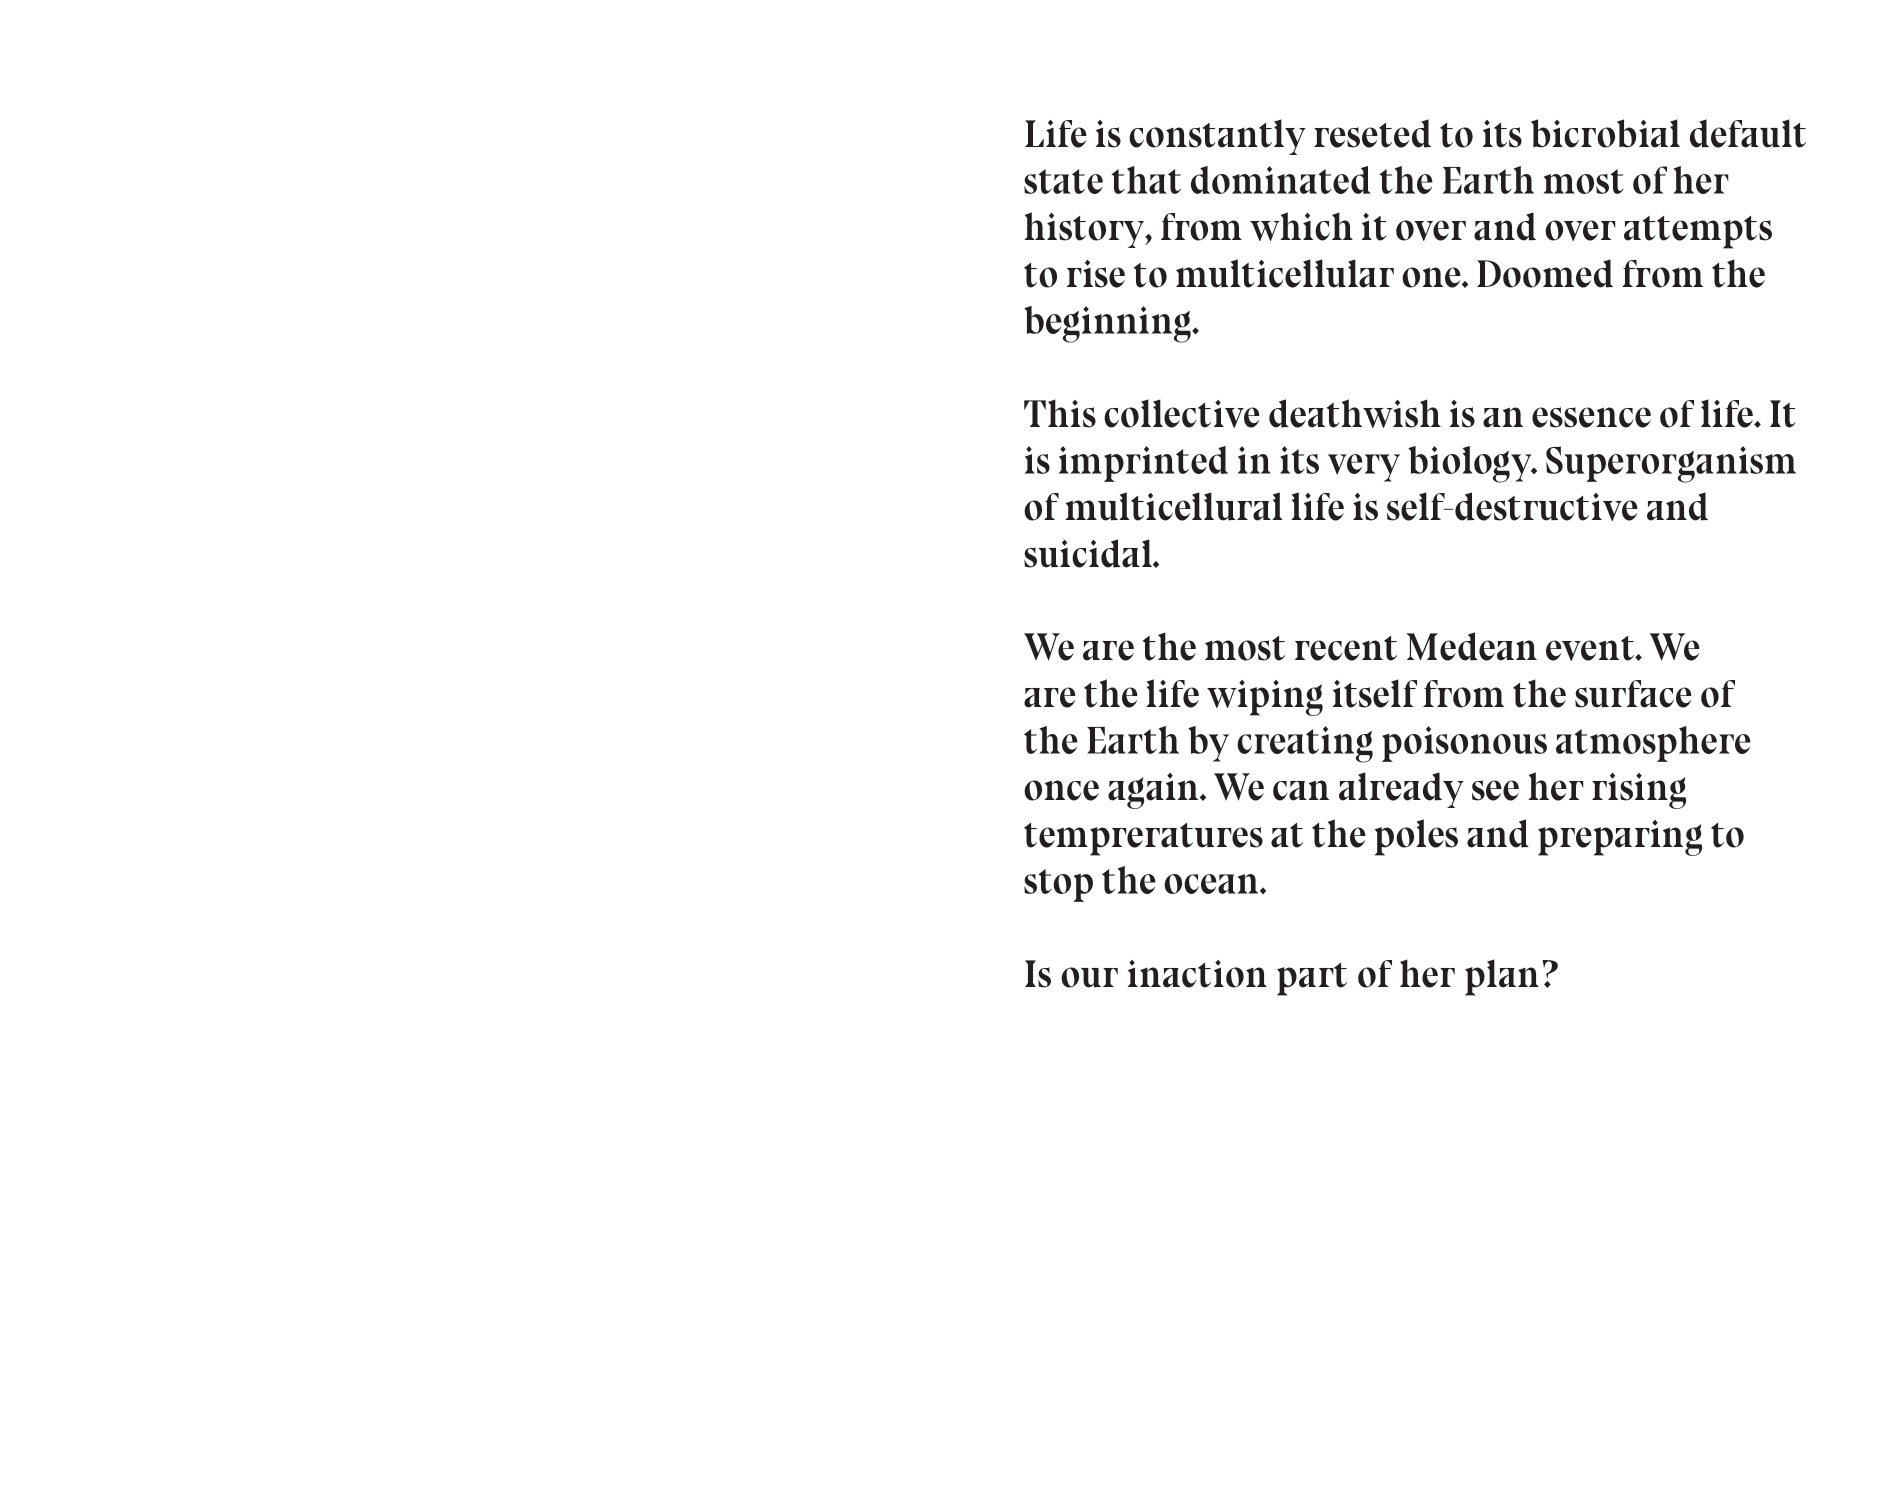 Life is constantly reseted to its bicrobial default
state that dominated the Earth most of her
history, from which it over and over attempts
to rise to multicellular one. Doomed from the
beginning.
This collective deathwish is an essence of life. It
is imprinted in its very biology. Superorganism
of multicellural life is self-destructive and
suicidal.
We are the most recent Medean event. We
are the life wiping itself from the surface of
the Earth by creating poisonous atmosphere
once again. We can already see her rising
tempreratures at the poles and preparing to
stop the ocean.
Is our inaction part of her plan?